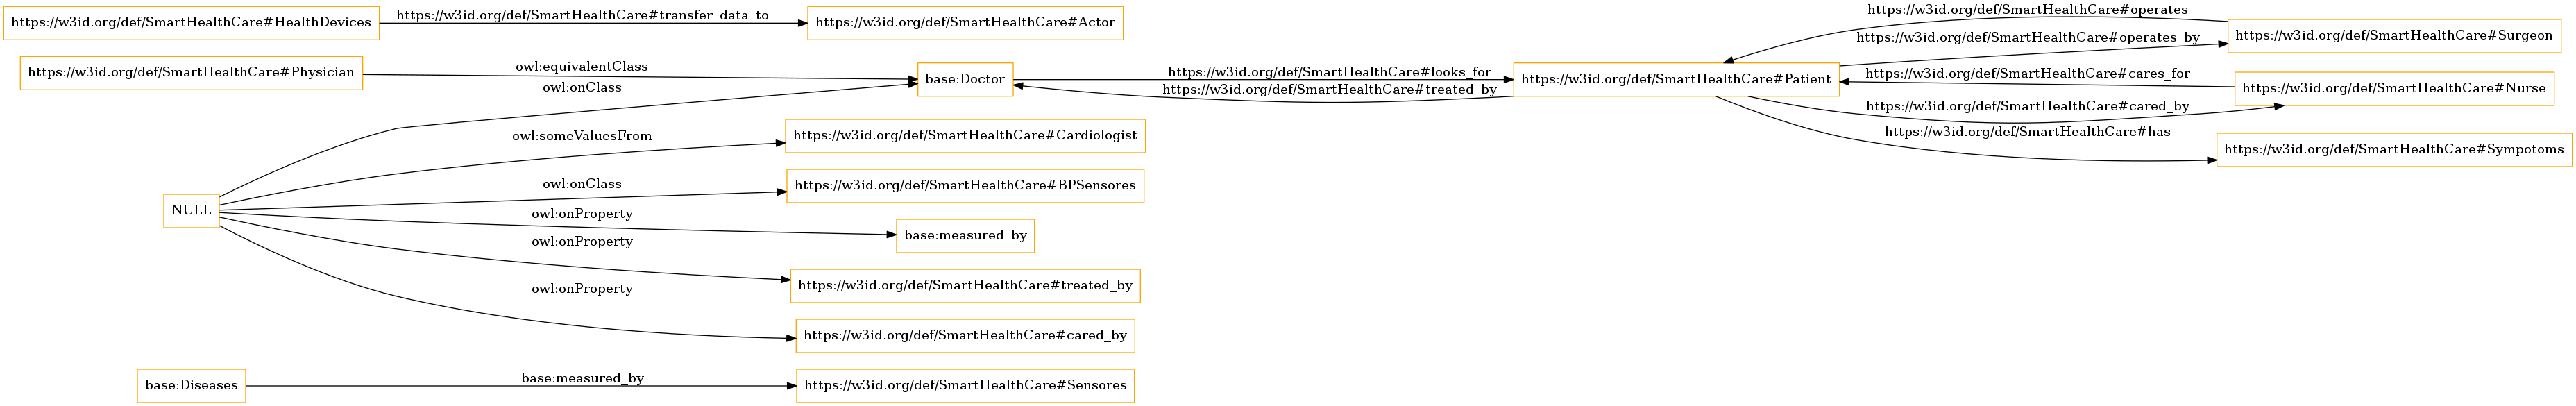 https://w3id.org/def/SmartHealthCare#HealthDevices
https://w3id.org/def/SmartHealthCare#transfer_data_to
https://w3id.org/def/SmartHealthCare#Actor
https://w3id.org/def/SmartHealthCare#operates
https://w3id.org/def/SmartHealthCare#Surgeon
https://w3id.org/def/SmartHealthCare#operates_by
https://w3id.org/def/SmartHealthCare#Physician
owl:equivalentClass
base:Doctor
https://w3id.org/def/SmartHealthCare#looks_for
https://w3id.org/def/SmartHealthCare#Patient
https://w3id.org/def/SmartHealthCare#cares_for
https://w3id.org/def/SmartHealthCare#Nurse
owl:onClass
https://w3id.org/def/SmartHealthCare#treated_by
https://w3id.org/def/SmartHealthCare#cared_by
owl:someValuesFrom
https://w3id.org/def/SmartHealthCare#Cardiologist
https://w3id.org/def/SmartHealthCare#has
https://w3id.org/def/SmartHealthCare#Sympotoms
owl:onClass
https://w3id.org/def/SmartHealthCare#BPSensores
NULL
owl:onProperty
base:measured_by
owl:onProperty
https://w3id.org/def/SmartHealthCare#treated_by
owl:onProperty
https://w3id.org/def/SmartHealthCare#cared_by
base:Diseases
base:measured_by
https://w3id.org/def/SmartHealthCare#Sensores